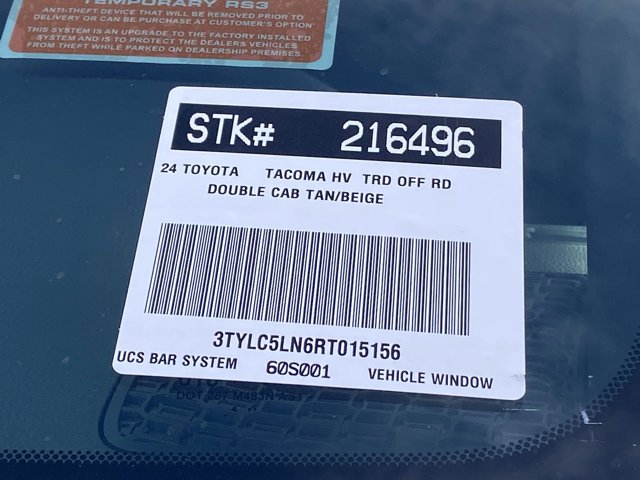 TEMPORARY RS3
ANTI-THEFT DEVICE THAT WILL BE REMOVED PRIOR TO
DELIVERY OR CAN BE PURCHASE AT CUSTOMER'S OPTION"
THIS SYSTEM IS AN UPGRADE TO THE FACTORY INSTALLED
SYSTEM AND IS TO PROTECT THE DEALERS VEHICLES
FROM THEFT WHILE PARKED ON DEALERSHIP PREMISES.
STK# 216496
24 TOYOTA TACOMA HV TRD OFF RD
DOUBLE CAB TAN/BEIGE
3TYLC5LN6RT015156
UCS BAR SYSTEM 60S001 VEHICLE WINDOW
DOT 287